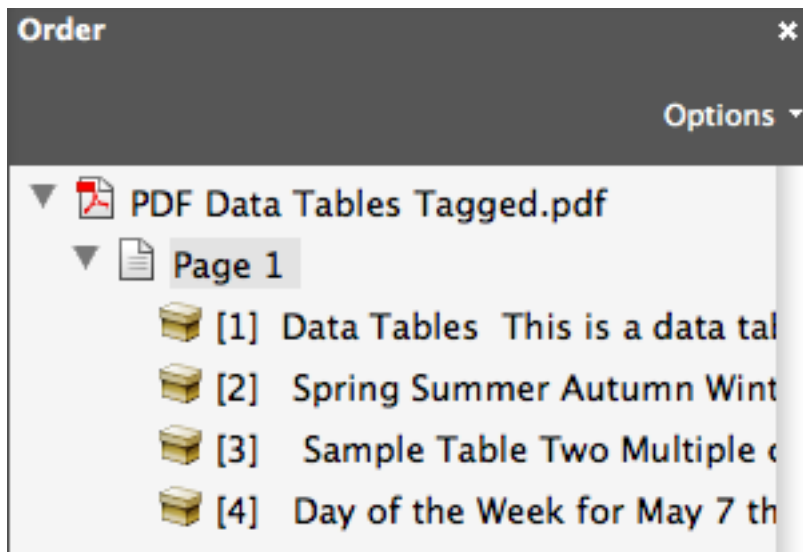 Order
Options
PDF Data Tables Tagged.pdf
Page 1
[1] Data Tables This is a data
[2] Spring Summer Autumn
[3] Sample Table Two Multiple
[4] Day of the Week for May 7